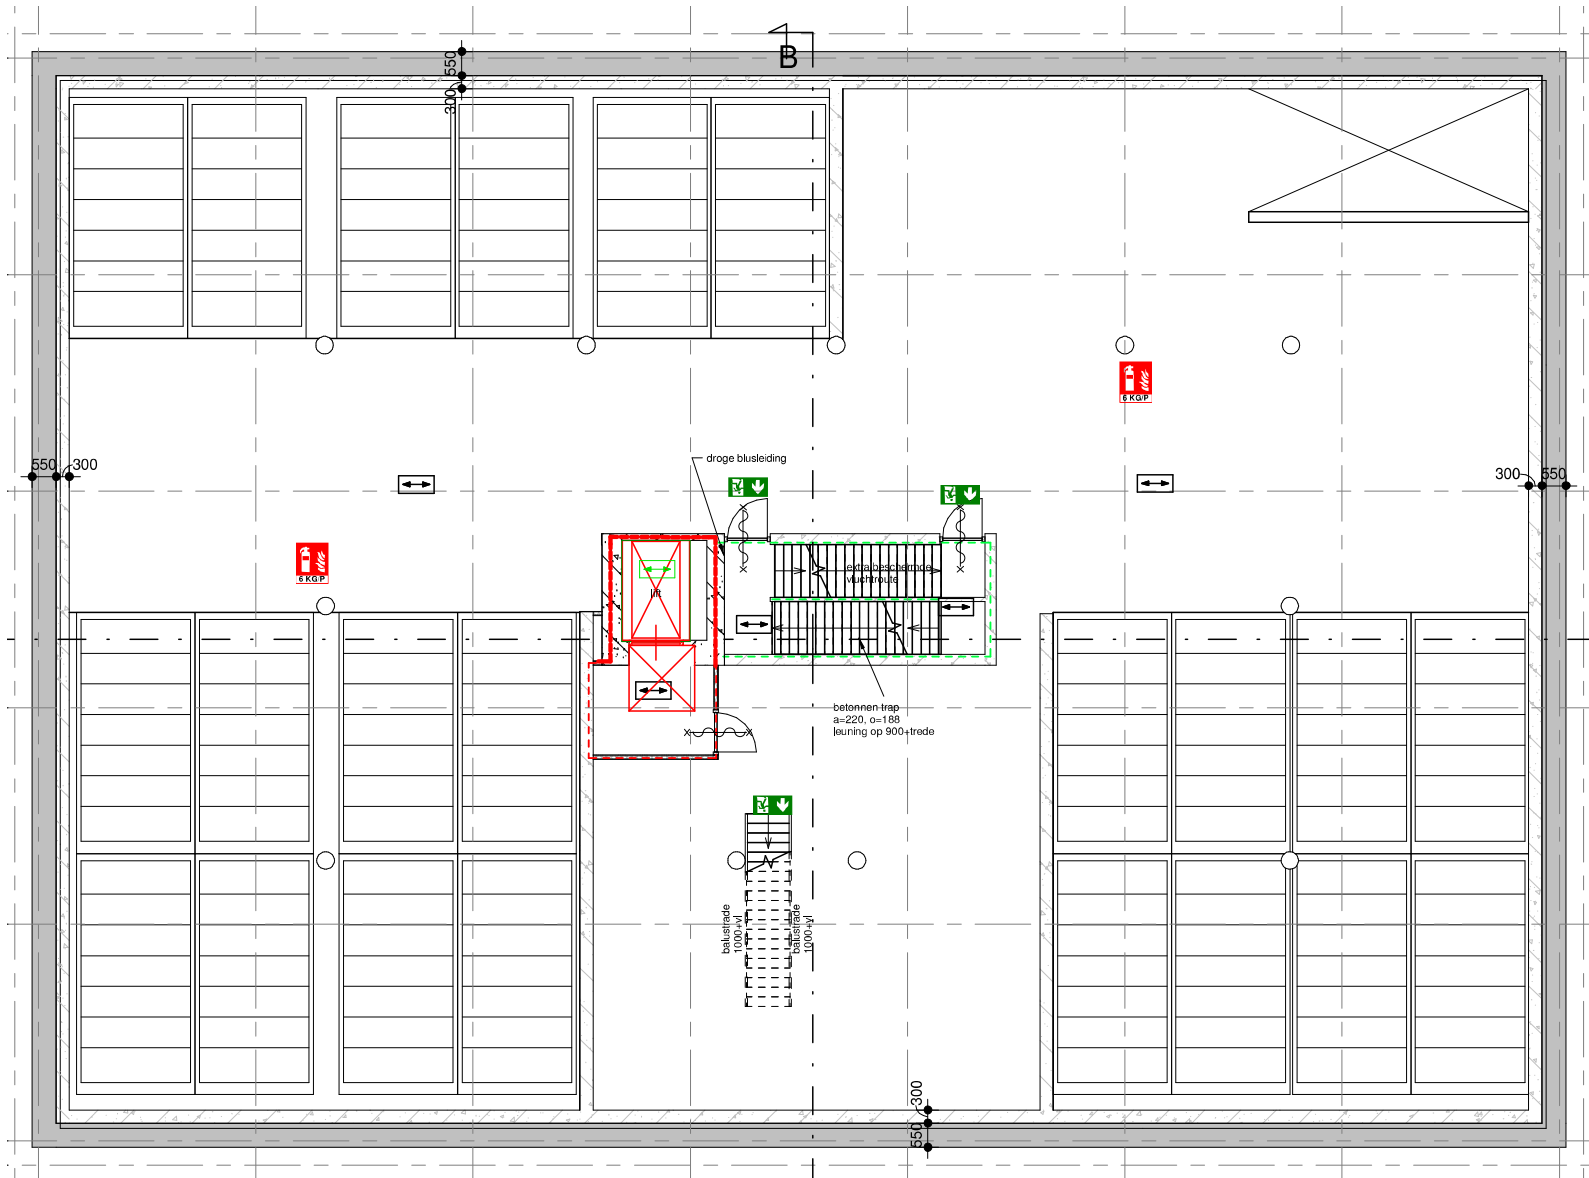 B
550
300
6 KG/P
droge blusleiding
550
300
300
550
extra beschermde
vluchtroute
lift
6 KG/P
betonnen trap
a=220, o=188
leuning op 900+trede
balustrade
1000+vl
balustrade
1000+vl
300
550